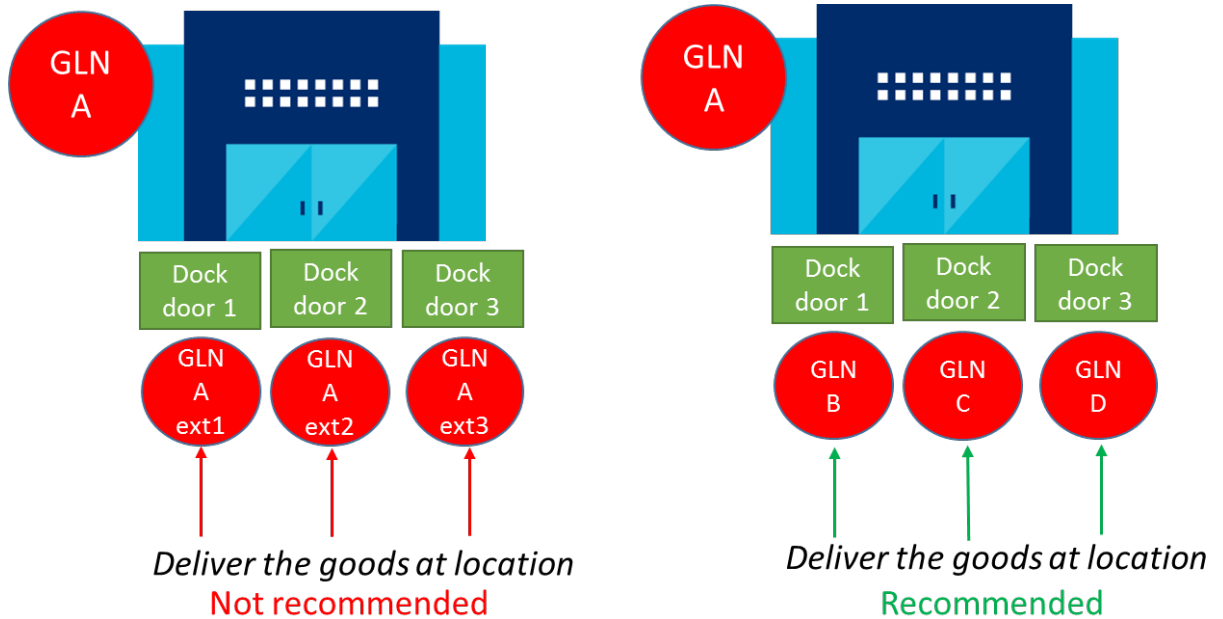 GLN
A
Dock
door 1
Dock
door 2
Dock
door 3
GLN
A
ext1
GLN
A
ext2
GLN
A
ext3
Deliver the goods at location
Not recommended
GLN
A
Dock
door 1
Dock
door 2
Dock
door 3
GLN
B
GLN
C
GLN
D
Deliver the goods at location
Recommended